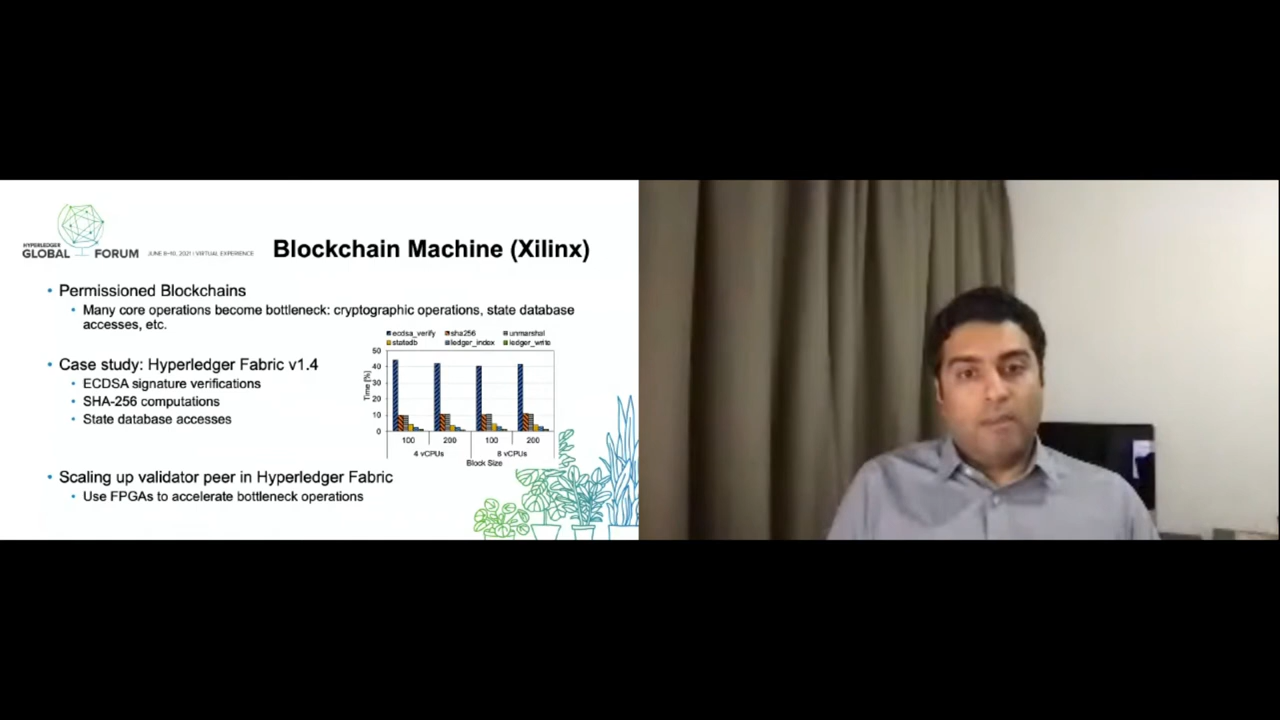 HYPERLEDGER
GLOBAL FORUM
JUNE 8-10, 2021 | VIRTUAL EXPERIENCE
Blockchain Machine (Xilinx)
• Permissioned Blockchains
• Many core operations become bottleneck: cryptographic operations, state database
accesses, etc.
• Case study: Hyperledger Fabric v1.4
• ECDSA signature verifications
• SHA-256 computations
• State database accesses
ecdsa_verify sha256 unmarshal
statedb ledger_index ledger_write
Time [%]
50
40
30
20
10
0
100 200 100 200
4 vCPUs 8 vCPUs
Block Size
• Scaling up validator peer in Hyperledger Fabric
• Use FPGAs to accelerate bottleneck operations